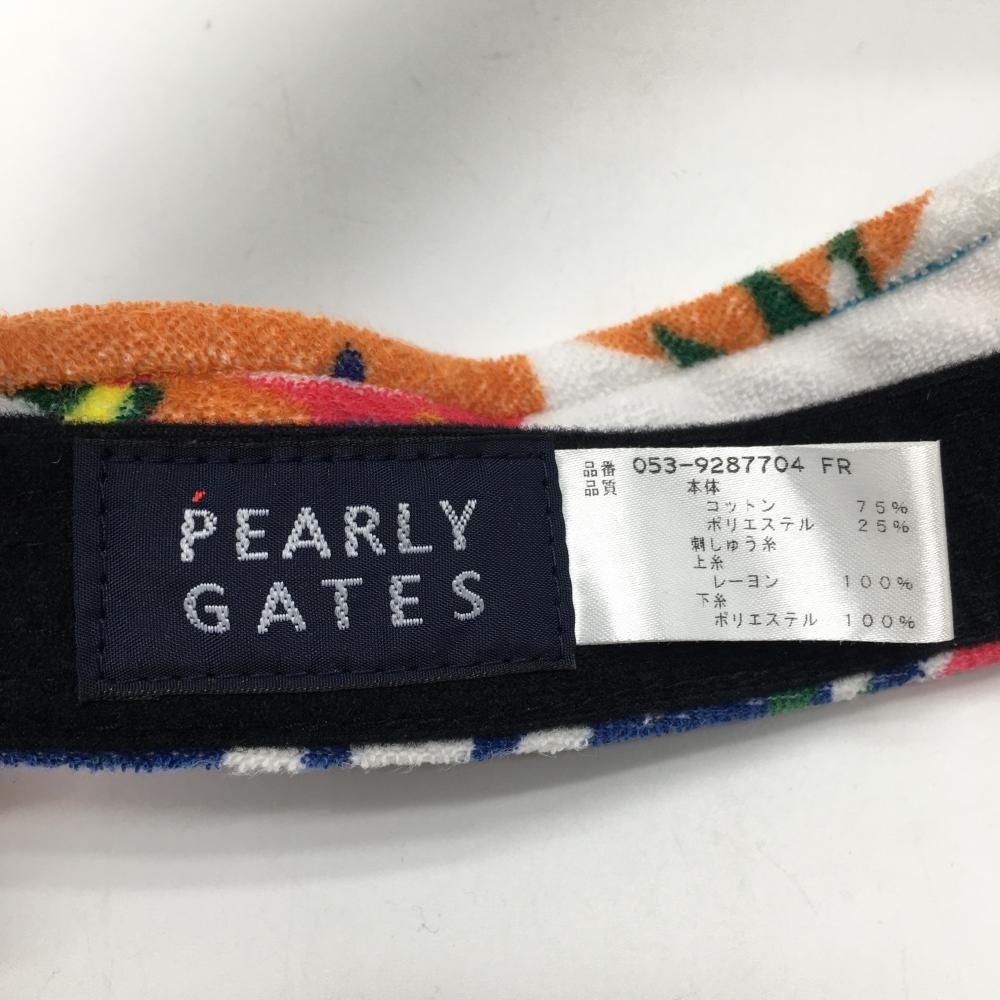 PEARLY
GATES
品番 053-9287704 FR
品質 本体
コットン 75%
ポリエステル 25%
刺しゅう糸
上糸
レーヨン 100%
下糸
ポリエステル 100%